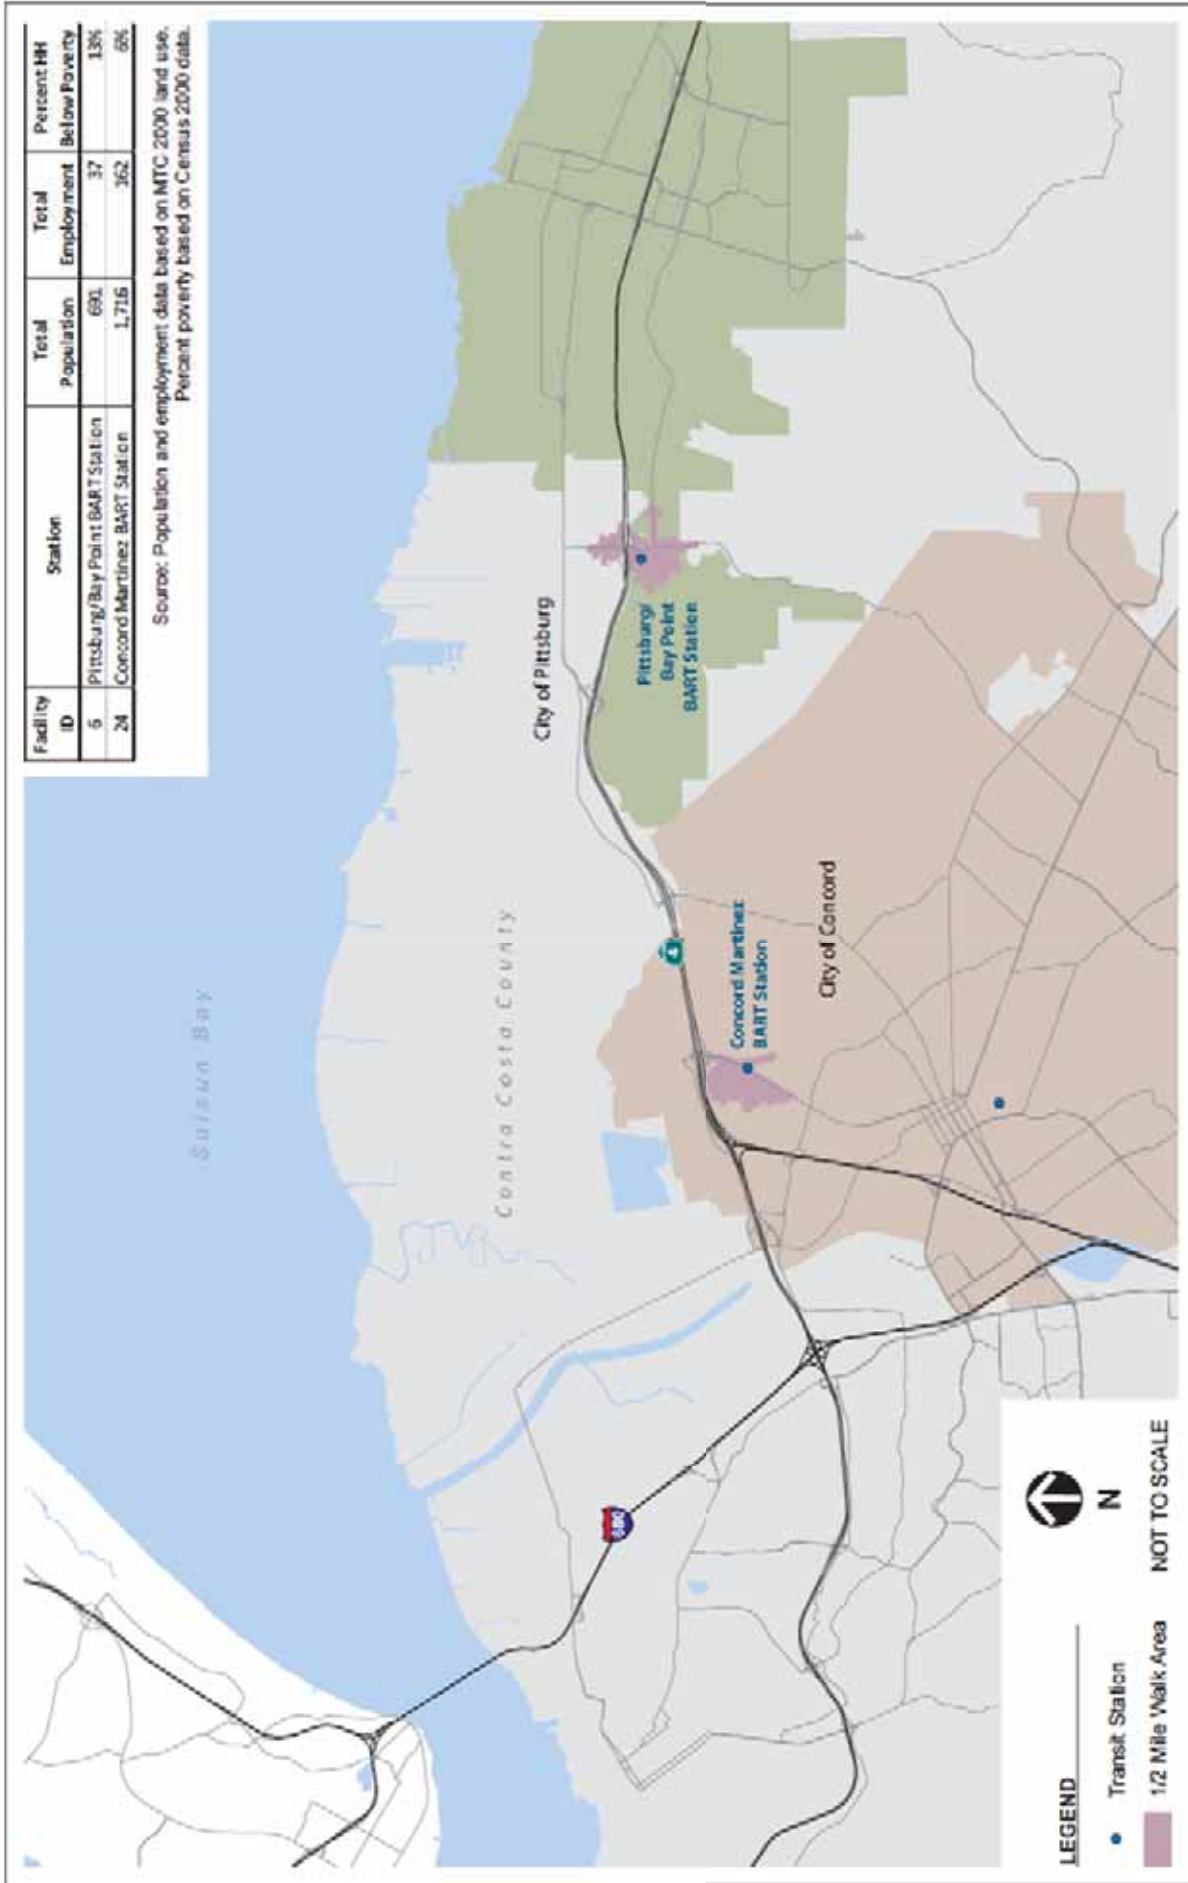 Facility ID Station Total Population Total Employment Percent HH Below Poverty
6 Pittsburg/Bay Point BART Station 691 37 13%
24 Concord Martinez BART Station 1,716 162 6%
Source: Population and employment data based on MTC 2000 land use.
Percent poverty based on Census 2000 data.
Suisun Bay
Contra Costa County
City of Pittsburg
Pittsburg/
Bay Point
BART Station
4
Concord Martinez
BART Station
City of Concord
680
LEGEND
Transit Station
1/2 Mile Walk Area
N
NOT TO SCALE